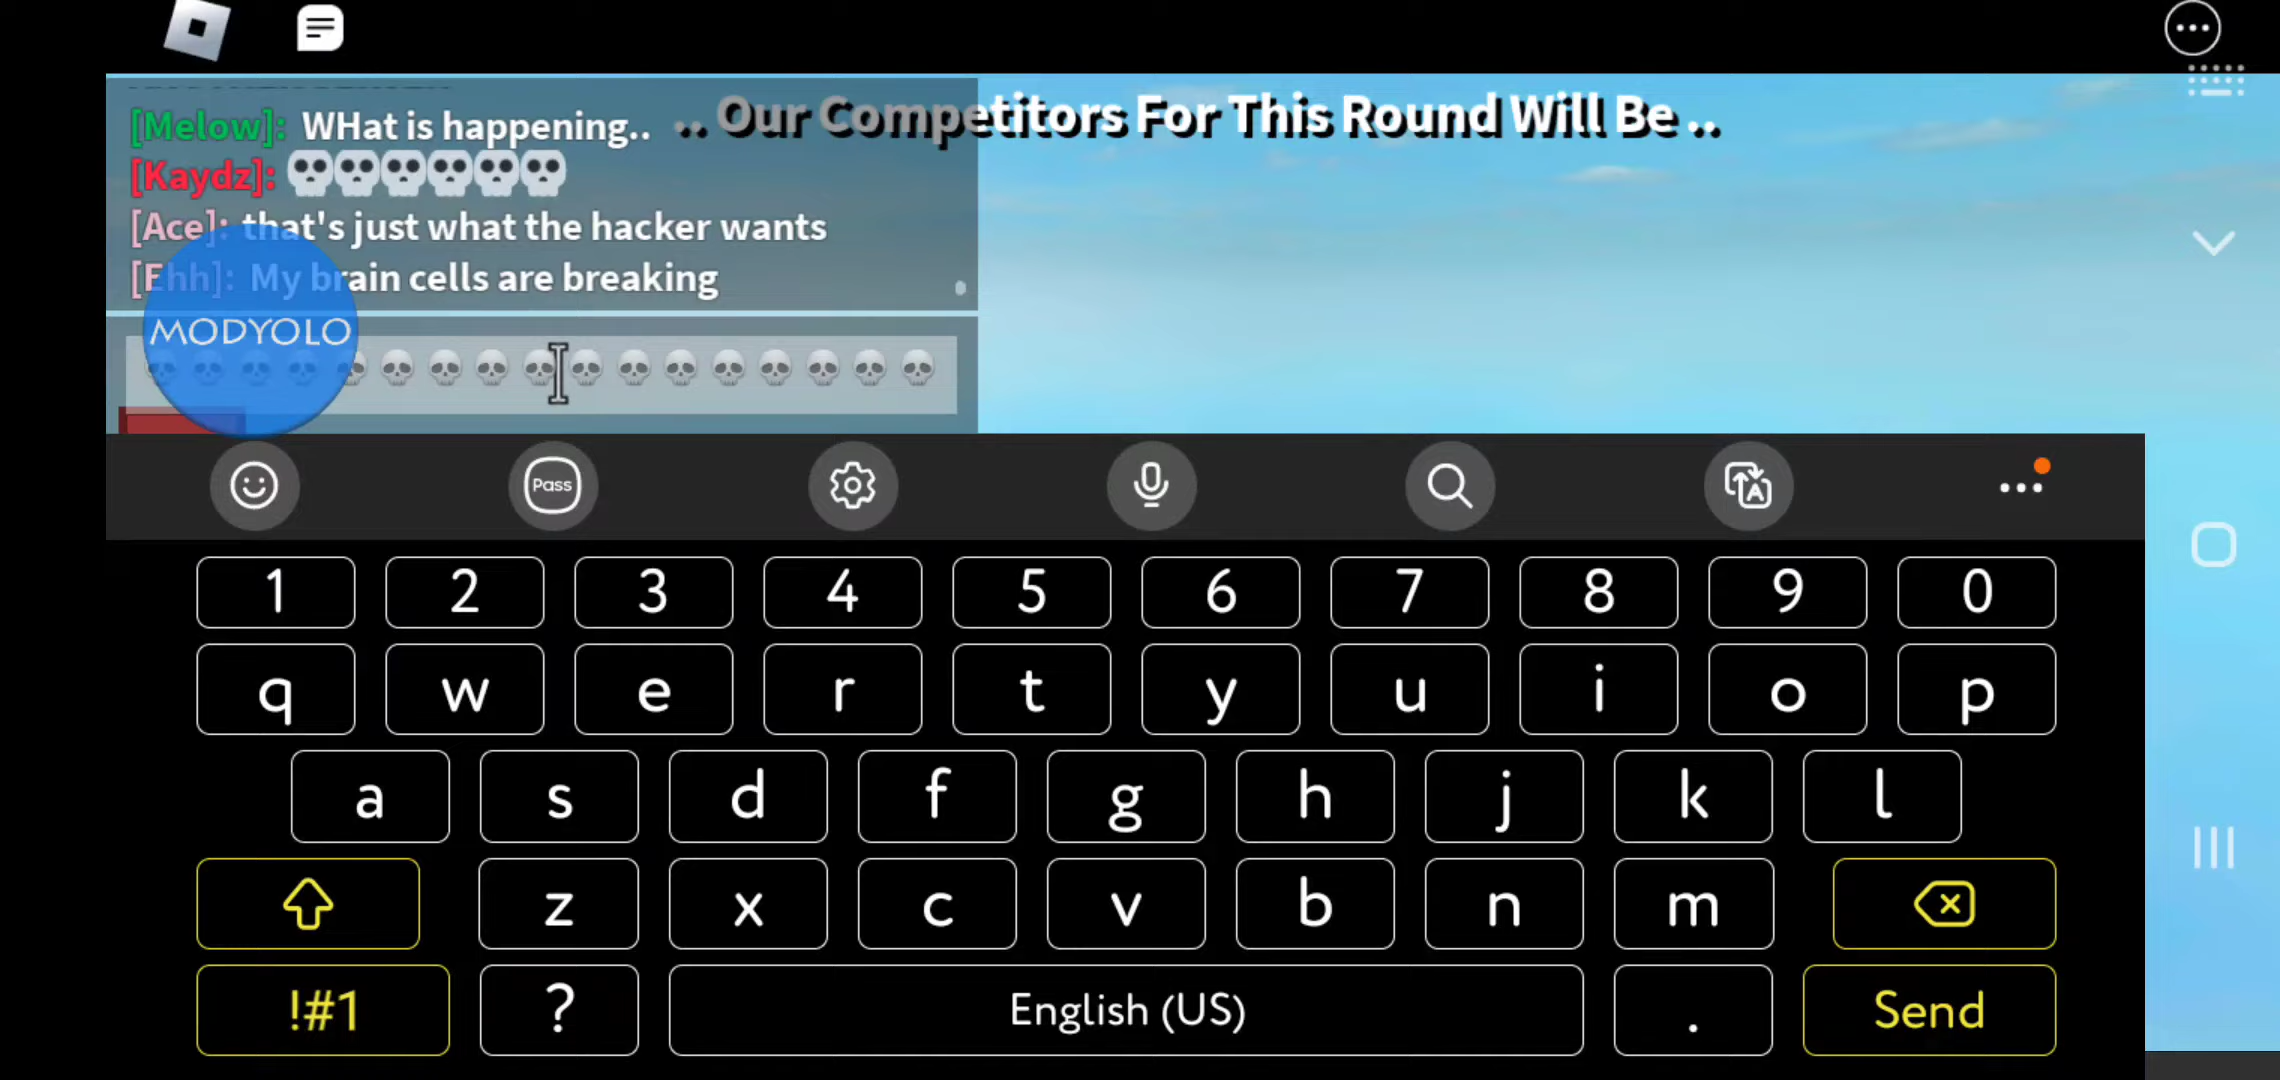 .. Our Competitors For This Round Will Be ..
[Melow]: WHat is happening..
[Kaydz]: 💀💀💀💀💀💀
[Ace]: that's just what the hacker wants
[Ehh]: My brain cells are breaking
MODYOLO
💀💀💀💀💀💀💀💀💀💀💀💀💀💀💀💀💀
Pass
A
1 2 3 4 5 6 7 8 9 0
q w e r t y u i o p
a s d f g h j k l
z x c v b n m
!#1 ? English (US) . Send